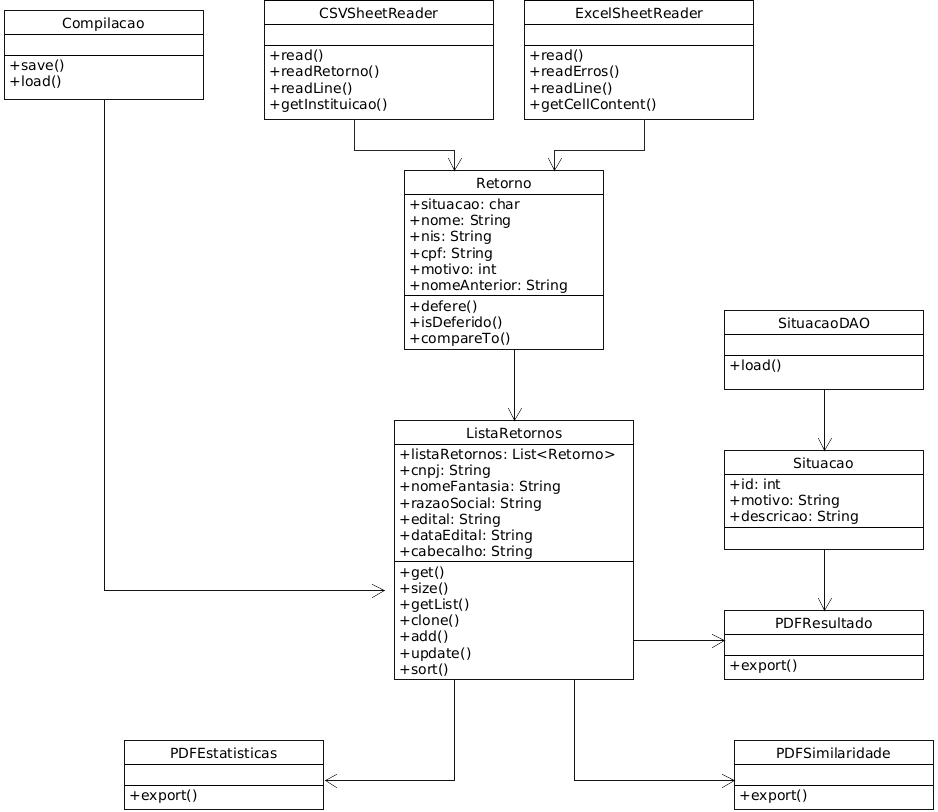 Compilacao
+save()
+load()
CSVSheetReader
+read()
+readRetorno()
+readLine()
+getInstituicao()
ExcelSheetReader
+read()
+readErros()
+readLine()
+getCellContent()
Retorno
+situacao: char
+nome: String
+nis: String
+cpf: String
+motivo: int
+nomeAnterior: String
+defere()
+isDeferido()
+compareTo()
SituacaoDAO
+load()
ListaRetornos
+listaRetornos: List<Retorno>
+cnpj: String
+nomeFantasia: String
+razaoSocial: String
+edital: String
+dataEdital: String
+cabecalho: String
+get()
+size()
+getList()
+clone()
+add()
+update()
+sort()
Situacao
+id: int
+motivo: String
+descricao: String
PDFResultado
+export()
PDFEstatisticas
+export()
PDFSimilaridade
+export()